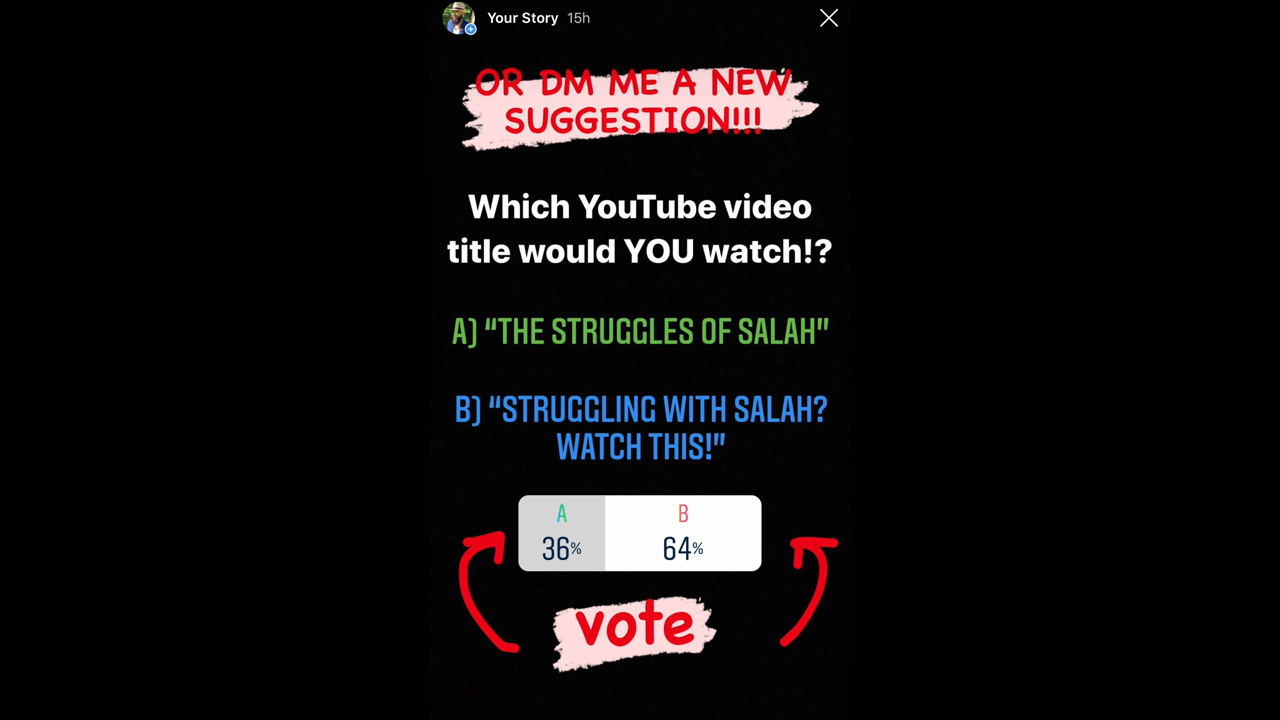 Your Story 15h
OR DM ME A NEW
SUGGESTION!!!
Which YouTube video
title would YOU watch!?
A) “THE STRUGGLES OF SALAH”
B) “STRUGGLING WITH SALAH?
WATCH THIS!”
A B
36% 64%
vote